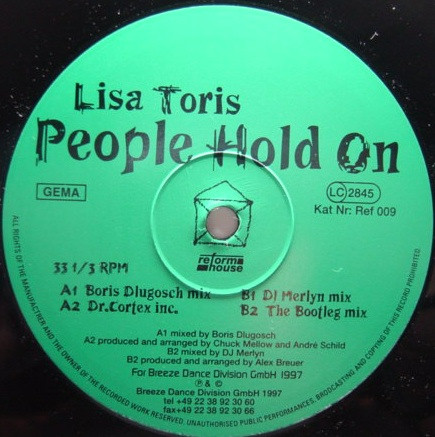 Lisa Toris
People Hold On
GEMA
LC 2845
Kat Nr: Ref 009
reform
house
33 1/3 RPM
A1 Boris Dlugosch mix
A2 Dr.Cortex inc.
B1 DJ Merlyn mix
B2 The Bootleg mix
A1 mixed by Boris Dlugosch
A2 produced and arranged by Chuck Mellow and André Schild
B2 mixed by DJ Merlyn
B2 produced and arranged by Alex Breuer
For Breeze Dance Division GmbH 1997
℗ & ©
Breeze Dance Division GmbH 1997
tel +49 22 38 92 30 60
fax+49 22 38 92 30 66
ALL RIGHTS OF THE MANUFACTRER AND THE OWNER OF THE RECORDED WORK RESERVED. UNAUTHORISED PUBLIC PERFORMANCES, BROADCASTING AND COPYING OF THIS RECORD PROHIBITED.